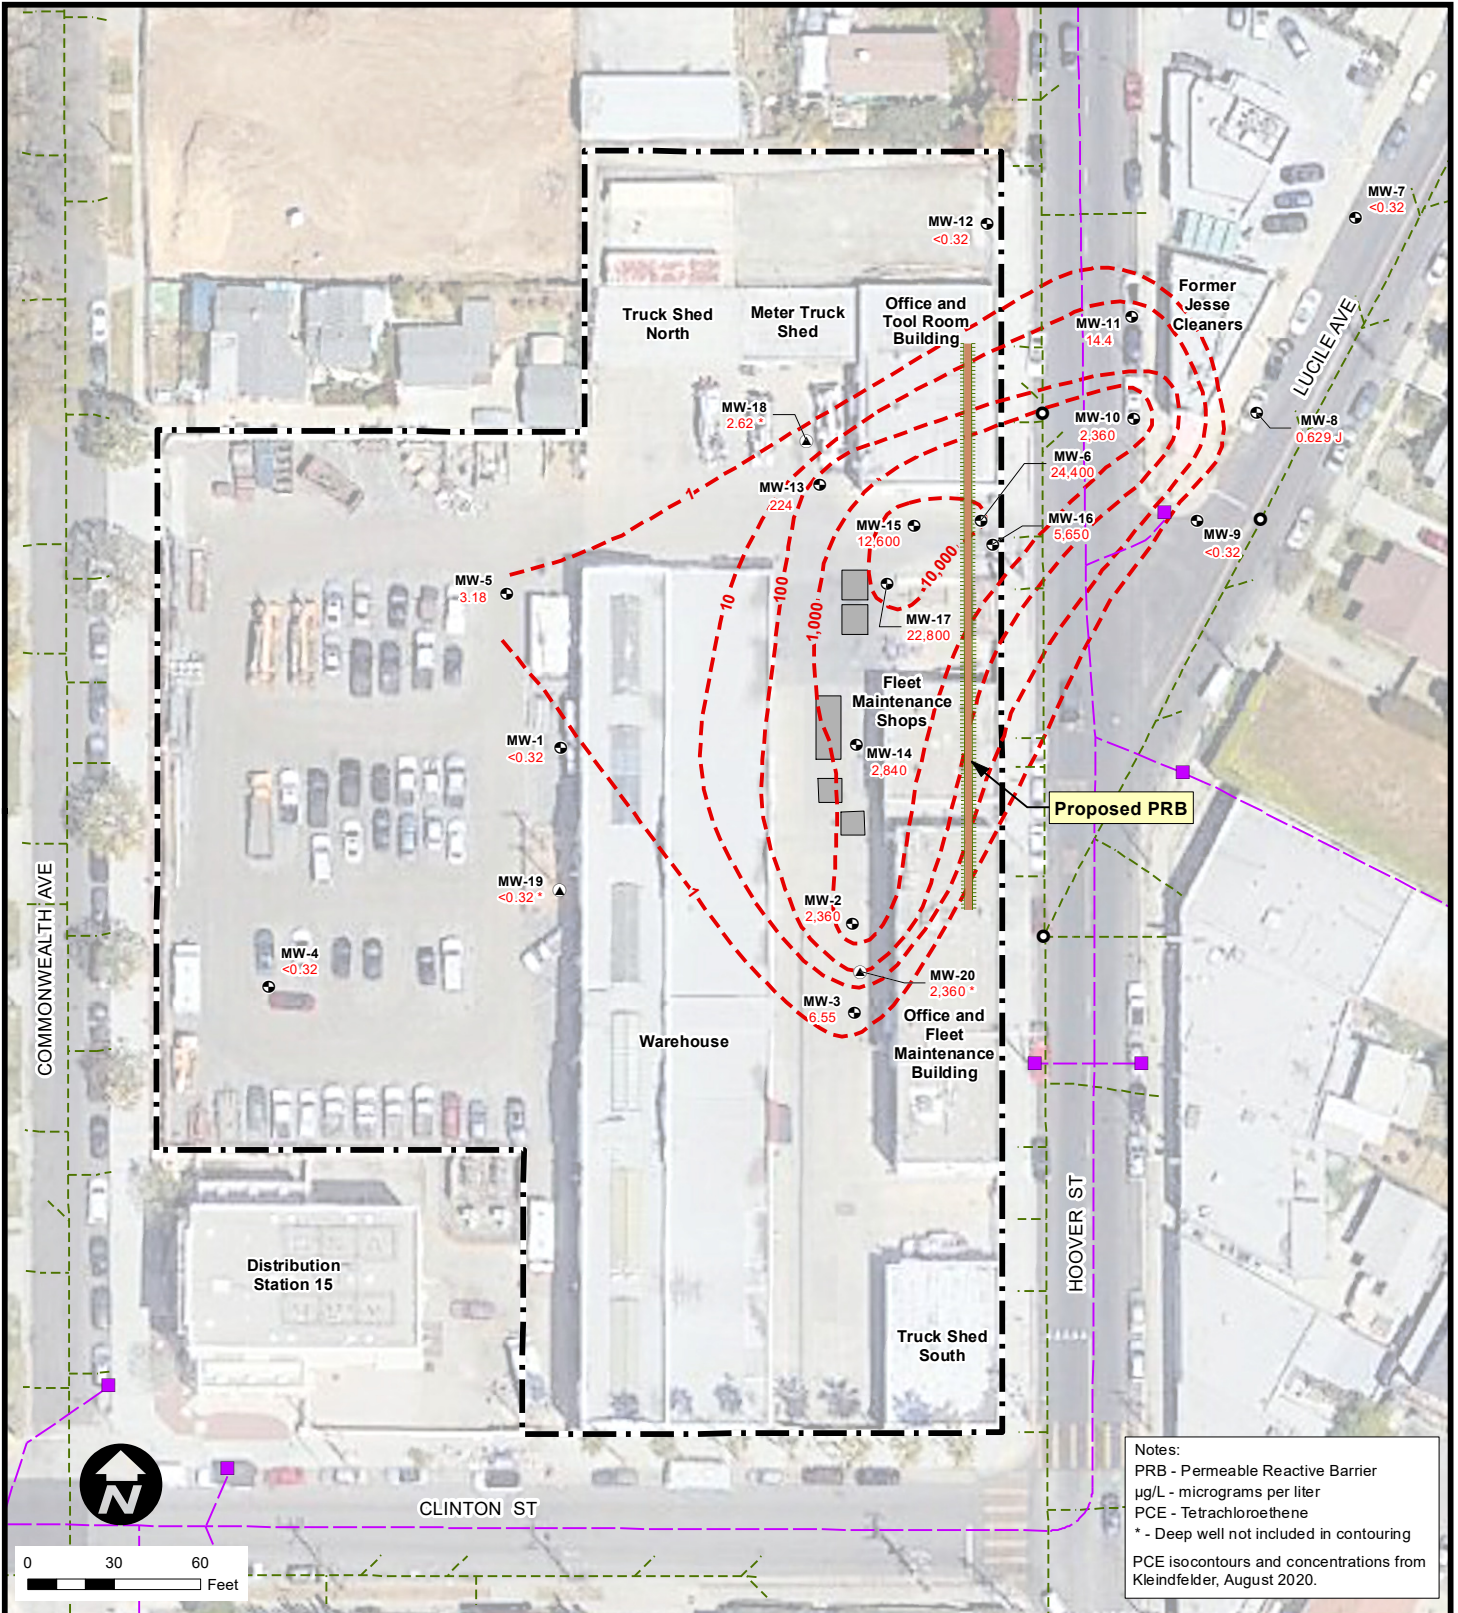 MW-7
<0.32
MW-12
<0.32
Former
Jesse
Cleaners
Office and
Tool Room
Building
Truck Shed
North
Meter Truck
Shed
MW-11
14.4
LUCILE AVE
MW-18
2.62 *
MW-10
2,360
MW-8
0.629 J
MW-6
24,400
1
MW-13
224
MW-15
12,600
MW-16
5,650
MW-9
<0.32
MW-5
3.18
10
100
1,000
10,000
MW-17
22,800
Fleet
Maintenance
Shops
MW-1
<0.32
MW-14
2,840
Proposed PRB
MW-19
<0.32 *
1
MW-2
2,360
COMMONWEALTH AVE
MW-4
<0.32
MW-20
2,360 *
MW-3
6.55
Office and
Fleet
Maintenance
Building
Warehouse
HOOVER ST
Distribution
Station 15
Truck Shed
South
N
CLINTON ST
0 30 60
Feet
Notes:
PRB - Permeable Reactive Barrier
µg/L - micrograms per liter
PCE - Tetrachloroethene
* - Deep well not included in contouring
PCE isocontours and concentrations from
Kleindfelder, August 2020.